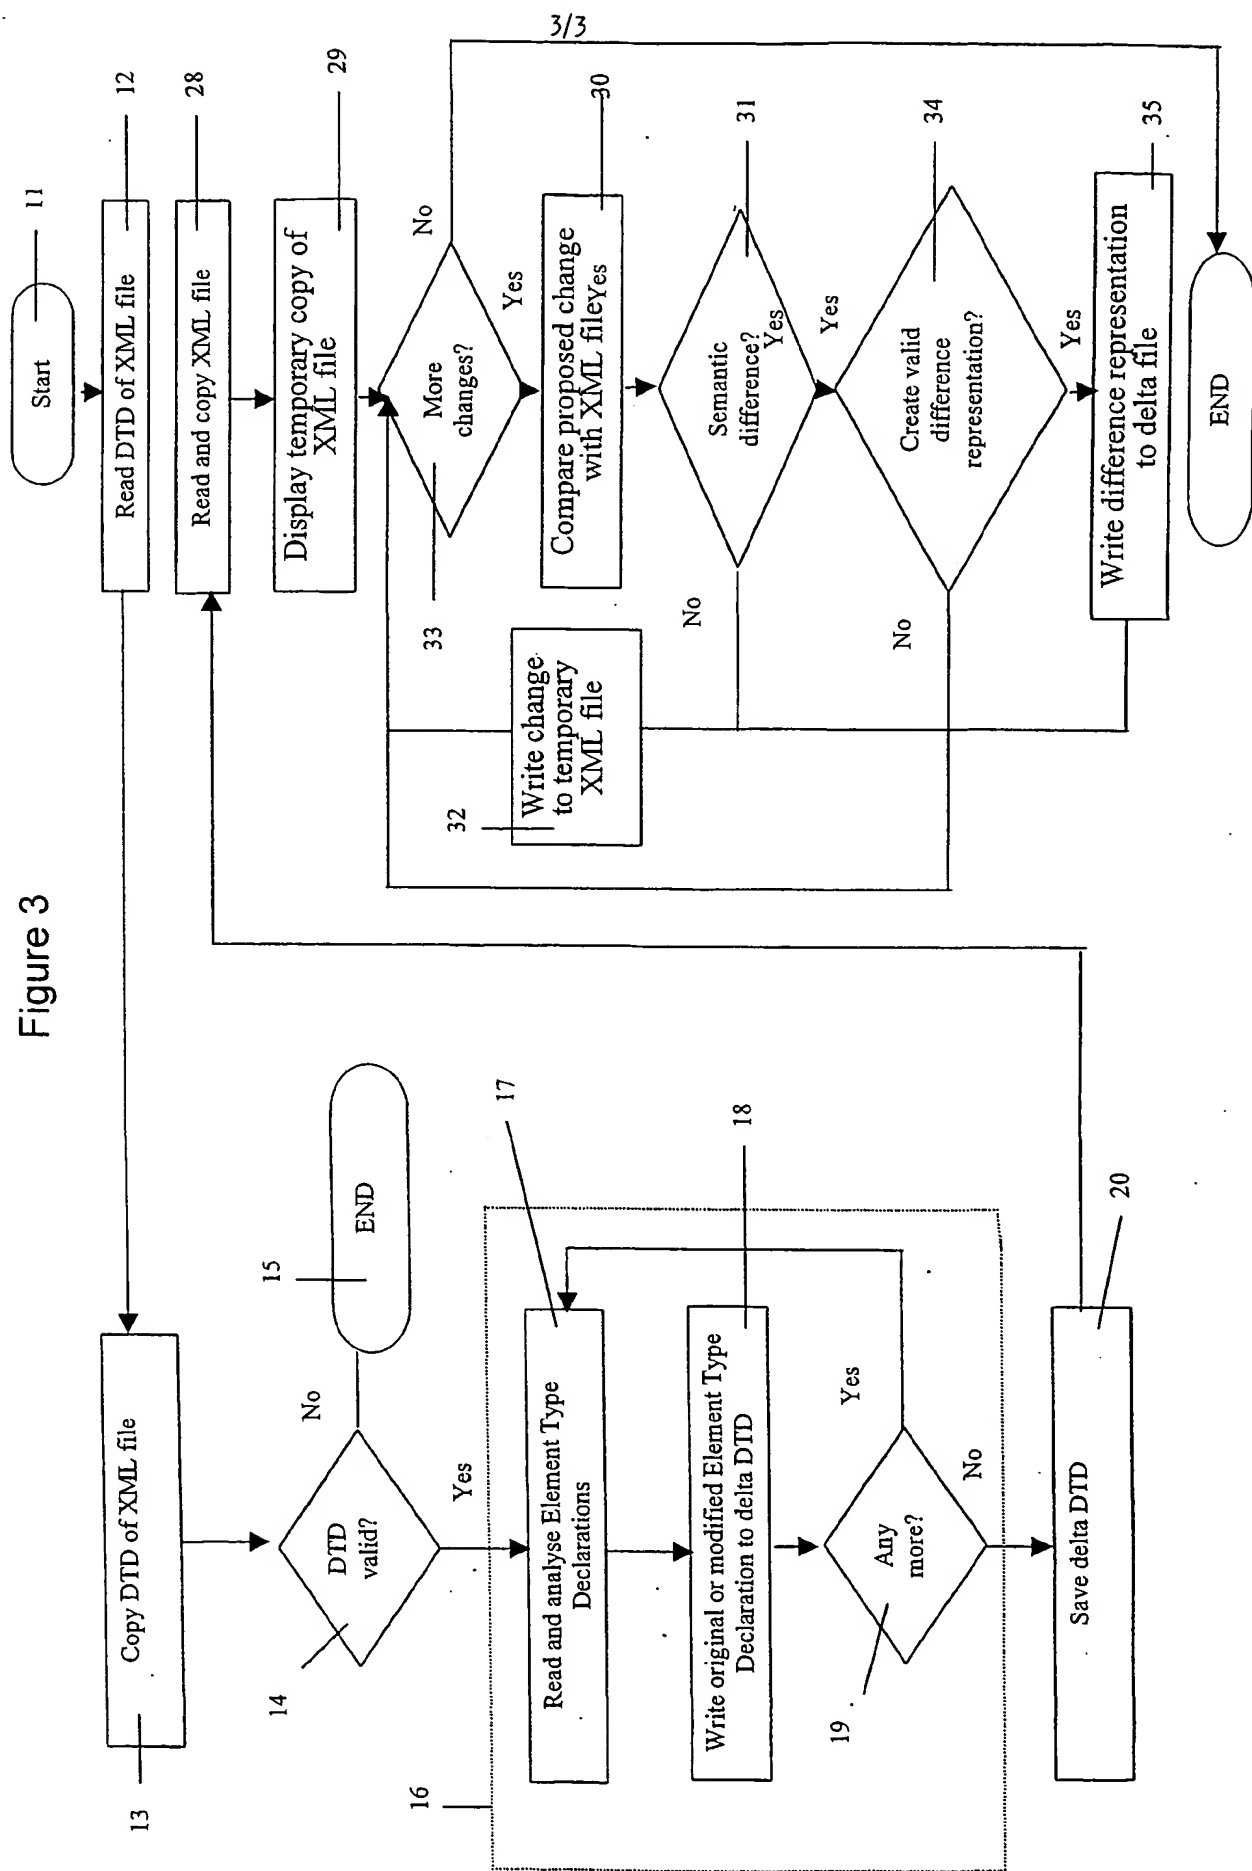 3/3
Figure 3
Start
11
Read DTD of XML file
12
Copy DTD of XML file
13
DTD
valid?
14
No
Yes
END
15
16
Read and analyse Element Type
Declarations
17
Write original or modified Element Type
Declaration to delta DTD
18
Any
more?
19
Yes
No
Save delta DTD
20
Read and copy XML file
28
Display temporary copy of
XML file
29
More
changes?
33
No
Yes
Compare proposed change
with XML fileYes
30
Semantic
difference?
31
Yes
Yes
No
Write change
to temporary
XML file
32
Create valid
difference
representation?
34
No
Yes
Write difference representation
to delta file
35
END